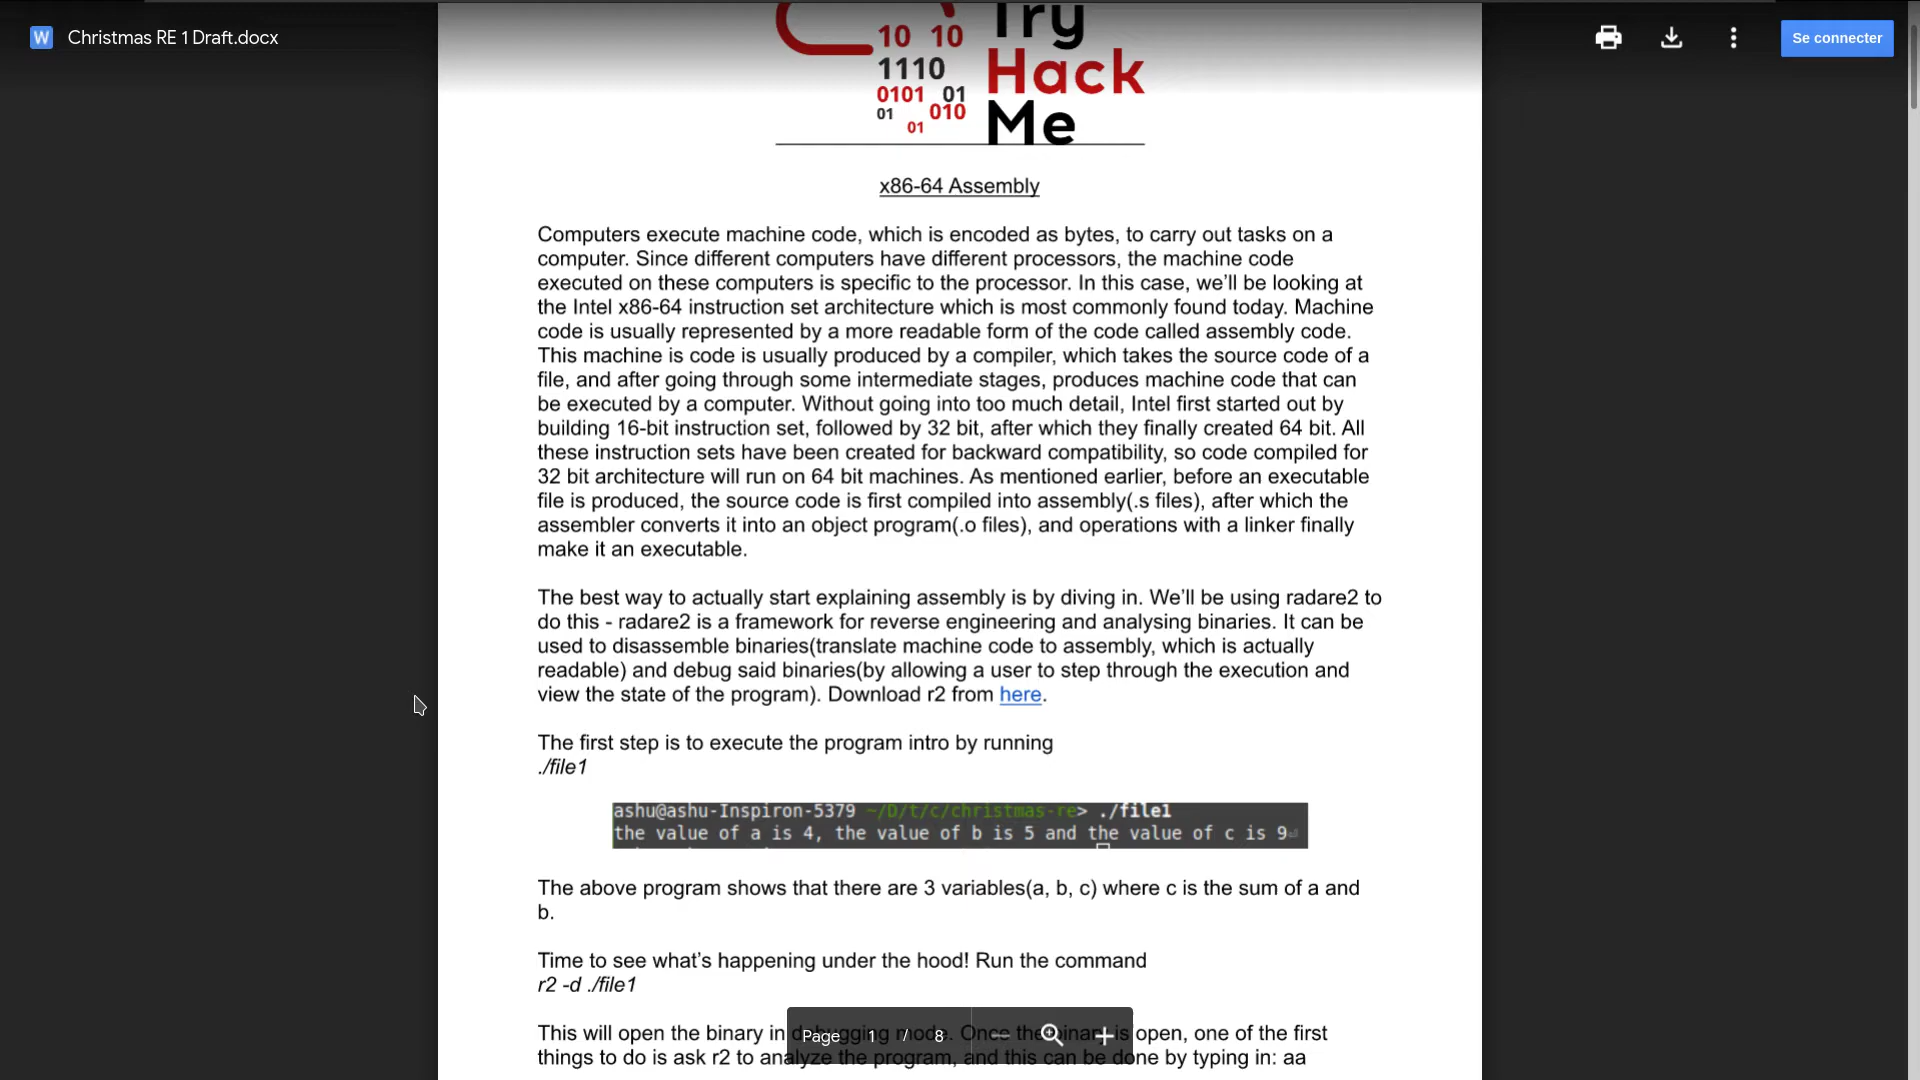 Christmas RE 1 Draft.docx
Se connecter
10 10
1110
0101 01
01 010
01
Try
Hack
Me
x86-64 Assembly
Computers execute machine code, which is encoded as bytes, to carry out tasks on a
computer. Since different computers have different processors, the machine code
executed on these computers is specific to the processor. In this case, we’ll be looking at
the Intel x86-64 instruction set architecture which is most commonly found today. Machine
code is usually represented by a more readable form of the code called assembly code.
This machine is code is usually produced by a compiler, which takes the source code of a
file, and after going through some intermediate stages, produces machine code that can
be executed by a computer. Without going into too much detail, Intel first started out by
building 16-bit instruction set, followed by 32 bit, after which they finally created 64 bit. All
these instruction sets have been created for backward compatibility, so code compiled for
32 bit architecture will run on 64 bit machines. As mentioned earlier, before an executable
file is produced, the source code is first compiled into assembly(.s files), after which the
assembler converts it into an object program(.o files), and operations with a linker finally
make it an executable.
The best way to actually start explaining assembly is by diving in. We’ll be using radare2 to
do this - radare2 is a framework for reverse engineering and analysing binaries. It can be
used to disassemble binaries(translate machine code to assembly, which is actually
readable) and debug said binaries(by allowing a user to step through the execution and
view the state of the program). Download r2 from here.
The first step is to execute the program intro by running
./file1
ashu@ashu-Inspiron-5379 ~/D/t/c/christmas-re> ./file1
the value of a is 4, the value of b is 5 and the value of c is 9⏎
The above program shows that there are 3 variables(a, b, c) where c is the sum of a and
b.
Time to see what’s happening under the hood! Run the command
r2 -d ./file1
This will open the binary in debugging mode. Once the binary is open, one of the first
things to do is ask r2 to analyze the program, and this can be done by typing in: aa
Page 1 / 8